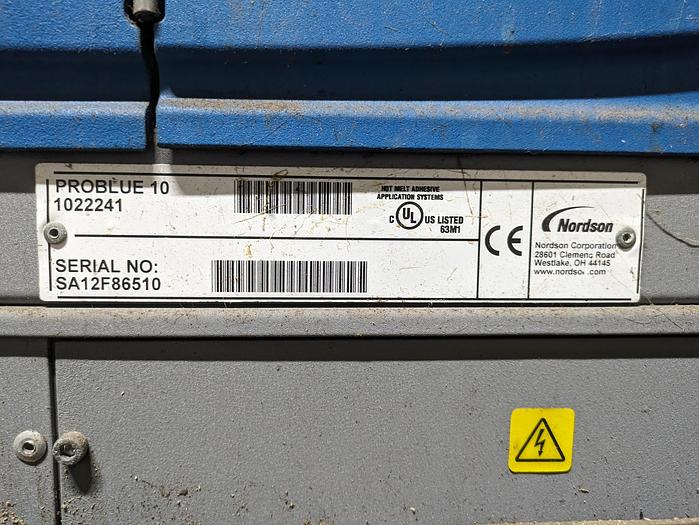 PROBLUE 10
1022241
SERIAL NO:
SA12F86510
HOT MELT ADHESIVE
APPLICATION SYSTEMS
C UL US LISTED
63M1
CE
Nordson
Nordson Corporation
28601 Clemens Road
Westlake, OH 44145